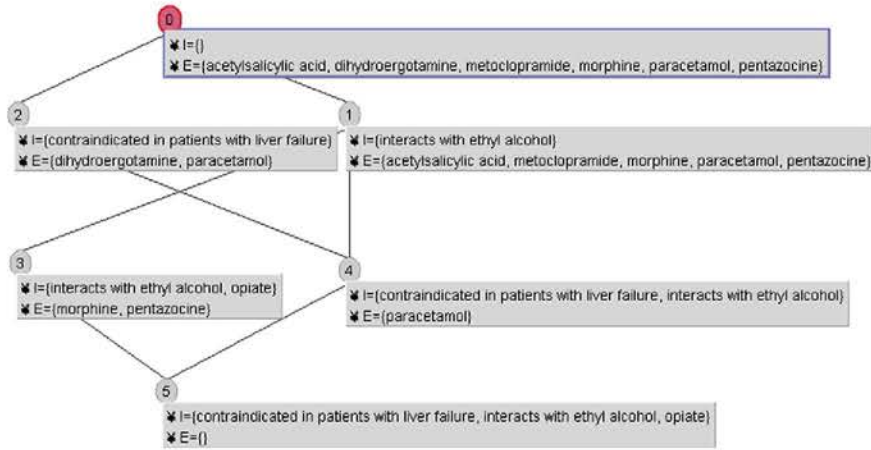 0
¥ I={}
¥ E={acetylsalicylic acid, dihydroergotamine, metoclopramide, morphine, paracetamol, pentazocine}
2
1
¥ I={contraindicated in patients with liver failure}
¥ E={dihydroergotamine, paracetamol}
¥ I={interacts with ethyl alcohol}
¥ E={acetylsalicylic acid, metoclopramide, morphine, paracetamol, pentazocine}
3
4
¥ I={interacts with ethyl alcohol, opiate}
¥ E={morphine, pentazocine}
¥ I={contraindicated in patients with liver failure, interacts with ethyl alcohol}
¥ E={paracetamol}
5
¥ I={contraindicated in patients with liver failure, interacts with ethyl alcohol, opiate}
¥ E={}